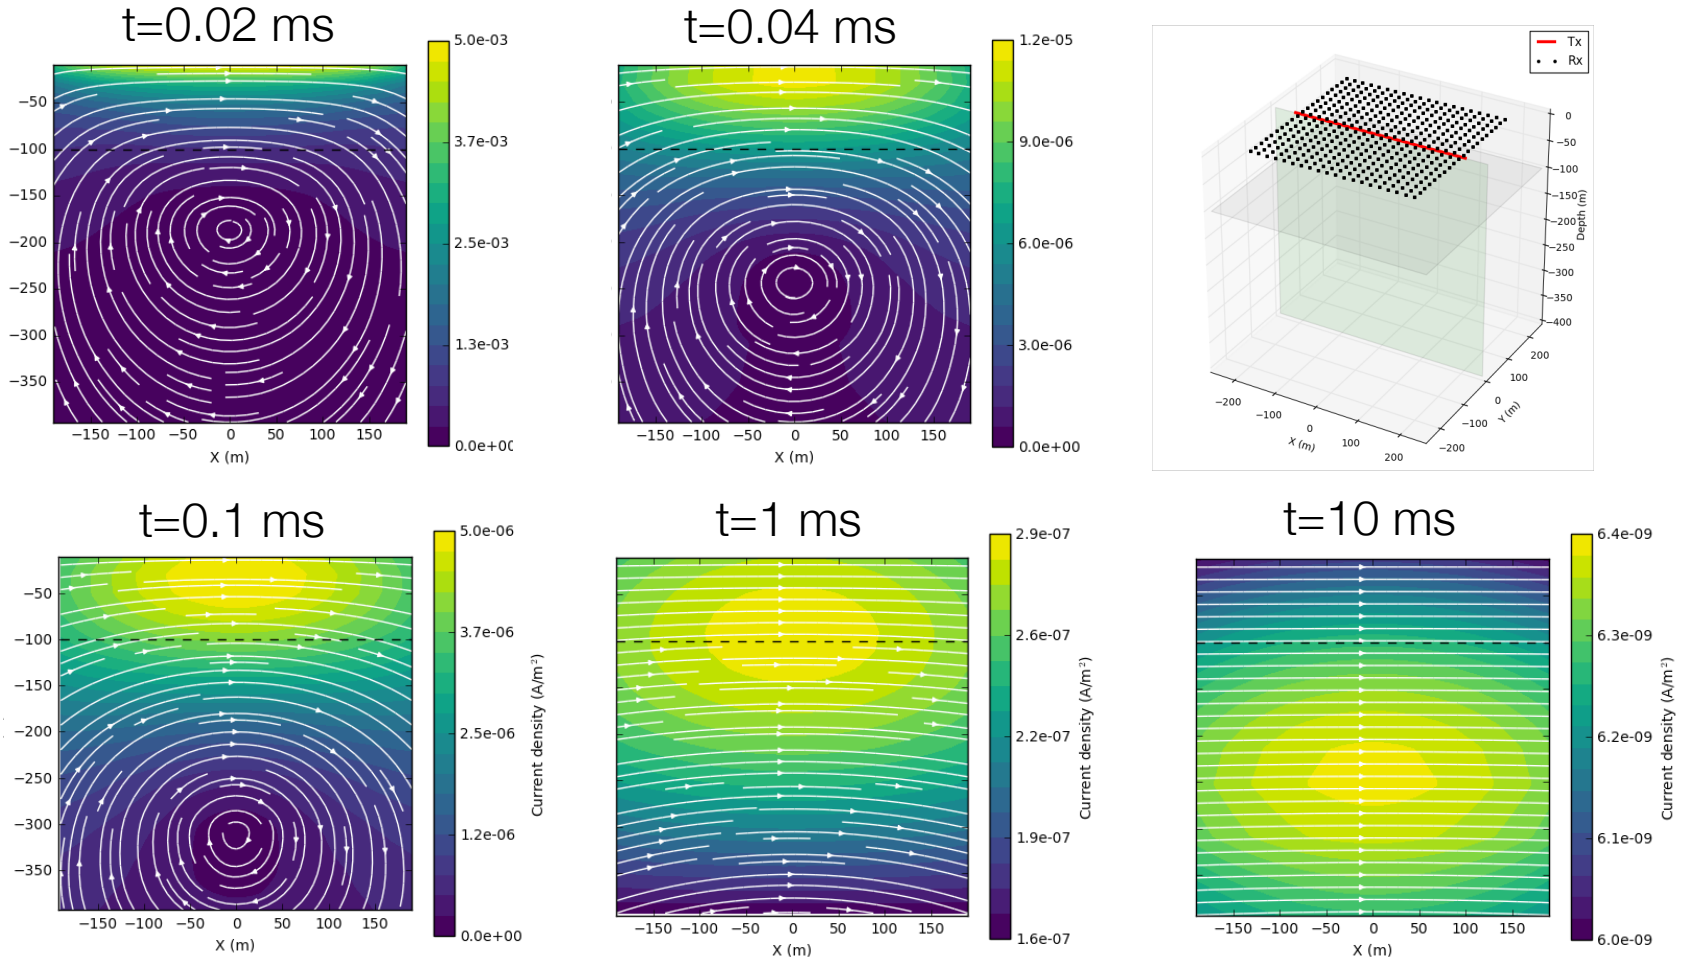 t=0.02 ms
5.0e-03
3.7e-03
2.5e-03
1.3e-03
0.0e+00
−50
−100
−150
−200
−250
−300
−350
−150 −100 −50 0 50 100 150
X (m)
t=0.04 ms
1.2e-05
9.0e-06
6.0e-06
3.0e-06
0.0e+00
−150 −100 −50 0 50 100 150
X (m)
Tx
Rx
0
−50
−100
−150
−200
−250
−300
−350
−400
Depth (m)
−200 −100 0 100 200
X (m)
−200 −100 0 100 200
Y (m)
t=0.1 ms
5.0e-06
3.7e-06
2.5e-06
1.2e-06
0.0e+00
Current density (A/m²)
−50
−100
−150
−200
−250
−300
−350
−150 −100 −50 0 50 100 150
X (m)
t=1 ms
2.9e-07
2.6e-07
2.2e-07
1.9e-07
1.6e-07
Current density (A/m²)
−150 −100 −50 0 50 100 150
X (m)
t=10 ms
6.4e-09
6.3e-09
6.2e-09
6.1e-09
6.0e-09
Current density (A/m²)
−150 −100 −50 0 50 100 150
X (m)